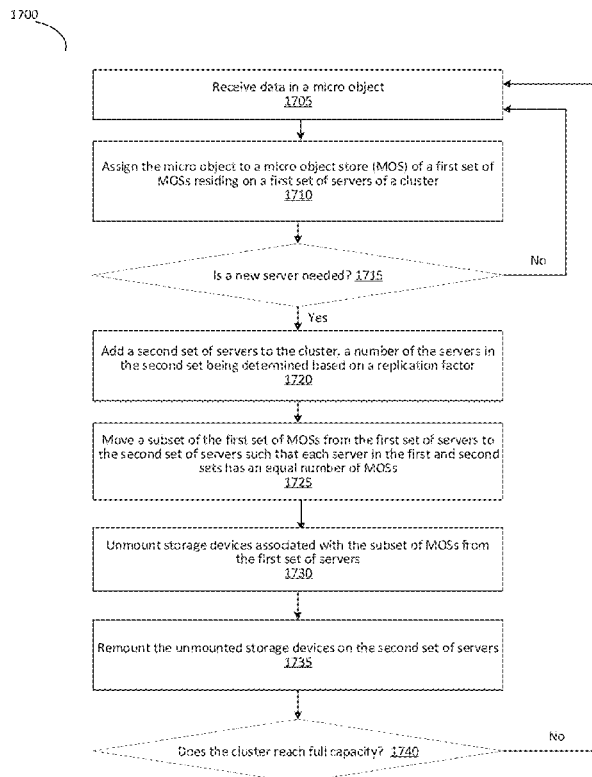 1700
Receive data in a micro object
1705
Assign the micro object to a micro object store (MOS) of a first set of
MOSs residing on a first set of servers of a cluster
1710
Is a new server needed? 1715
No
Yes
Add a second set of servers to the cluster, a number of the servers in
the second set being determined based on a replication factor
1720
Move a subset of the first set of MOSs from the first set of servers to
the second set of servers such that each server in the first and second
sets has an equal number of MOSs
1725
Unmount storage devices associated with the subset of MOSs from
the first set of servers
1730
Remount the unmounted storage devices on the second set of servers
1735
Does the cluster reach full capacity? 1740
No